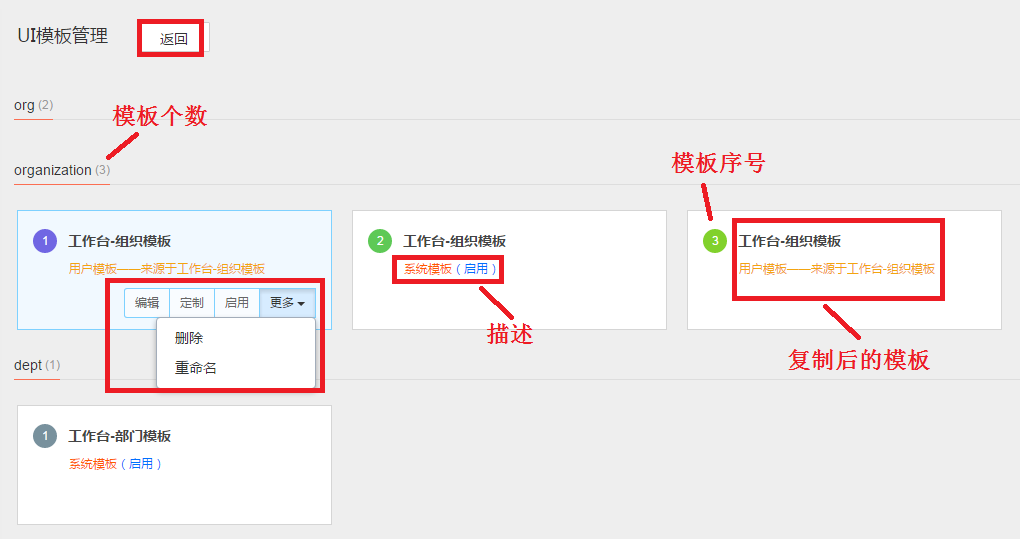 UI模板管理 返回
org (2)
模板个数
organization (3)
模板序号
1 工作台-组织模板
用户模板——来源于工作台-组织模板
编辑 定制 启用 更多
删除
重命名
2 工作台-组织模板
系统模板（启用）
描述
3 工作台-组织模板
用户模板——来源于工作台-组织模板
复制后的模板
dept (1)
1 工作台-部门模板
系统模板（启用）